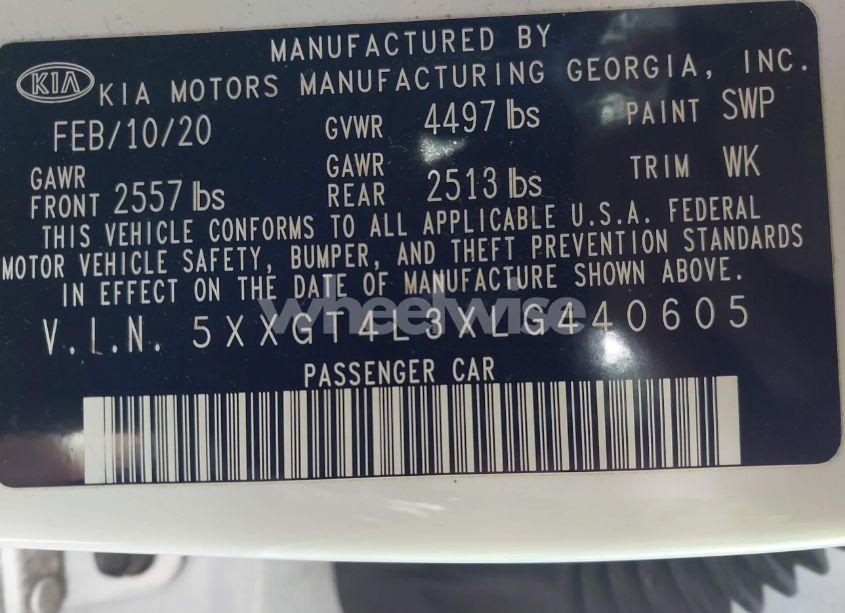 MANUFACTURED BY
KIA KIA MOTORS MANUFACTURING GEORGIA, INC.
FEB/10/20 GVWR 4497 lbs PAINT SWP
GAWR FRONT 2557 lbs GAWR REAR 2513 lbs TRIM WK
THIS VEHICLE CONFORMS TO ALL APPLICABLE U.S.A. FEDERAL
MOTOR VEHICLE SAFETY, BUMPER, AND THEFT PREVENTION STANDARDS
IN EFFECT ON THE DATE OF MANUFACTURE SHOWN ABOVE.
wheelwise
V.I.N. 5XXGT4L3XLG440605
PASSENGER CAR